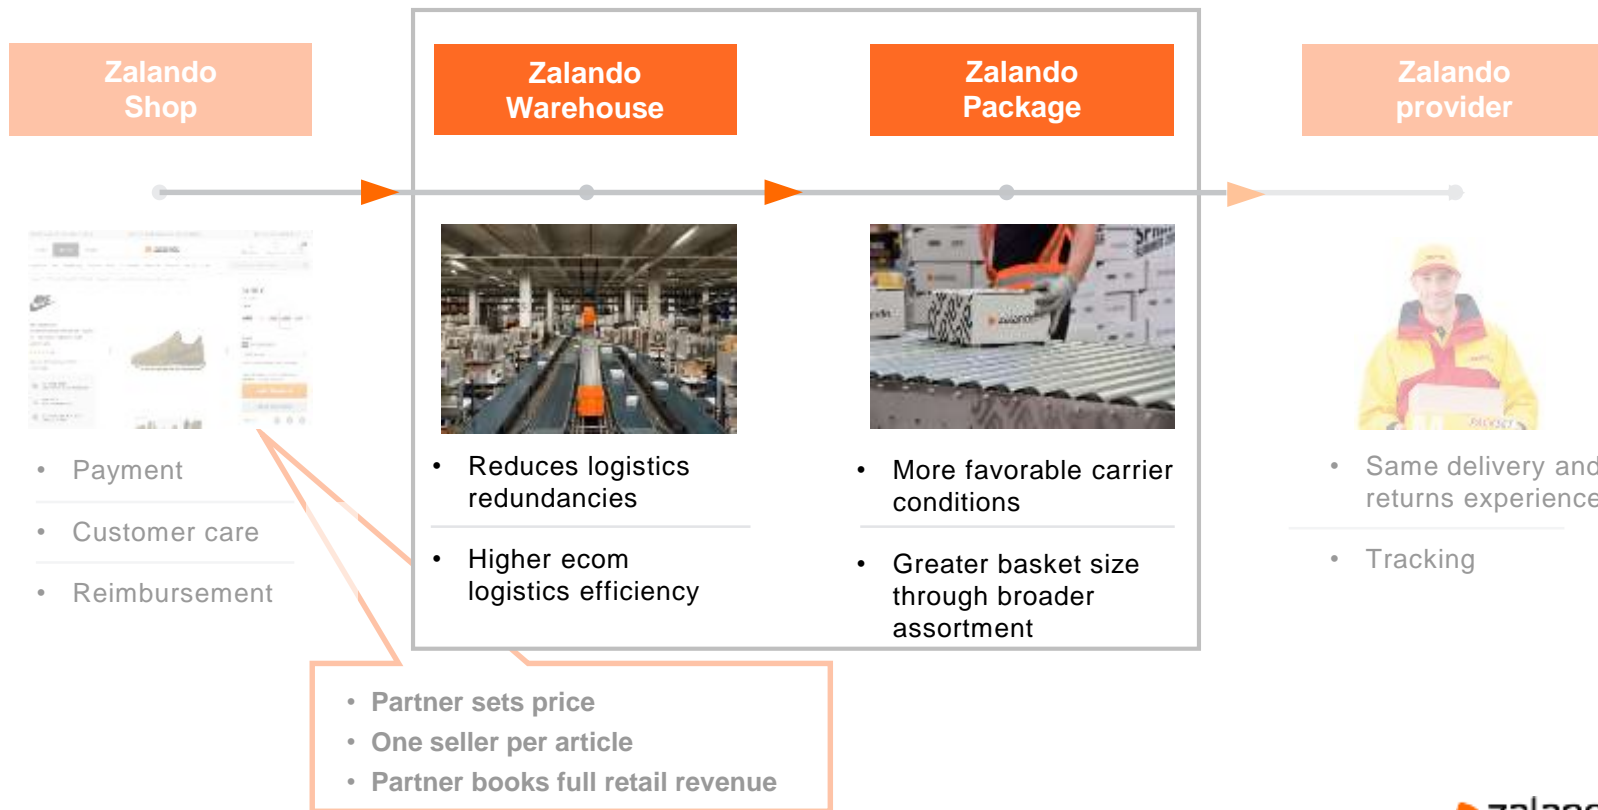 Zalando
Shop
Zalando
Warehouse
Zalando
Package
Zalando
provider
zalando
• Payment
• Customer care
• Reimbursement
• Reduces logistics
redundancies
• Higher ecom
logistics efficiency
• More favorable carrier
conditions
• Greater basket size
through broader
assortment
• Same delivery and
returns experience
• Tracking
• Partner sets price
• One seller per article
• Partner books full retail revenue